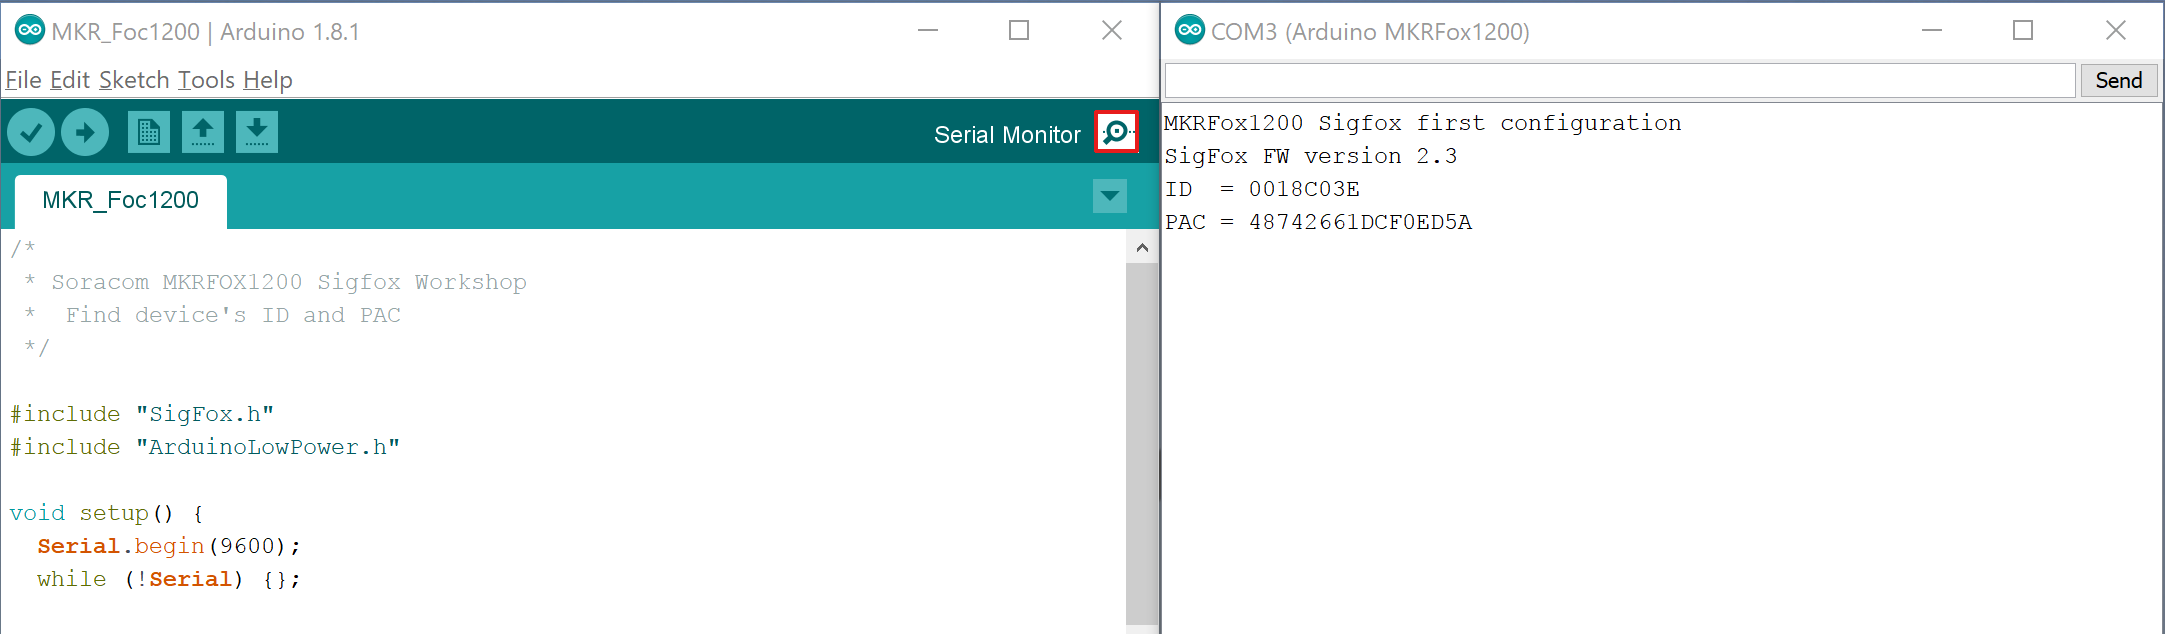 MKR_Foc1200 | Arduino 1.8.1
File Edit Sketch Tools Help
Serial Monitor
MKR_Foc1200
/*
 * Soracom MKRFOX1200 Sigfox Workshop
 *  Find device's ID and PAC
 */
#include "SigFox.h"
#include "ArduinoLowPower.h"
void setup() {
  Serial.begin(9600);
  while (!Serial) {};
COM3 (Arduino MKRFox1200)
Send
MKRFox1200 Sigfox first configuration
SigFox FW version 2.3
ID  = 0018C03E
PAC = 48742661DCF0ED5A